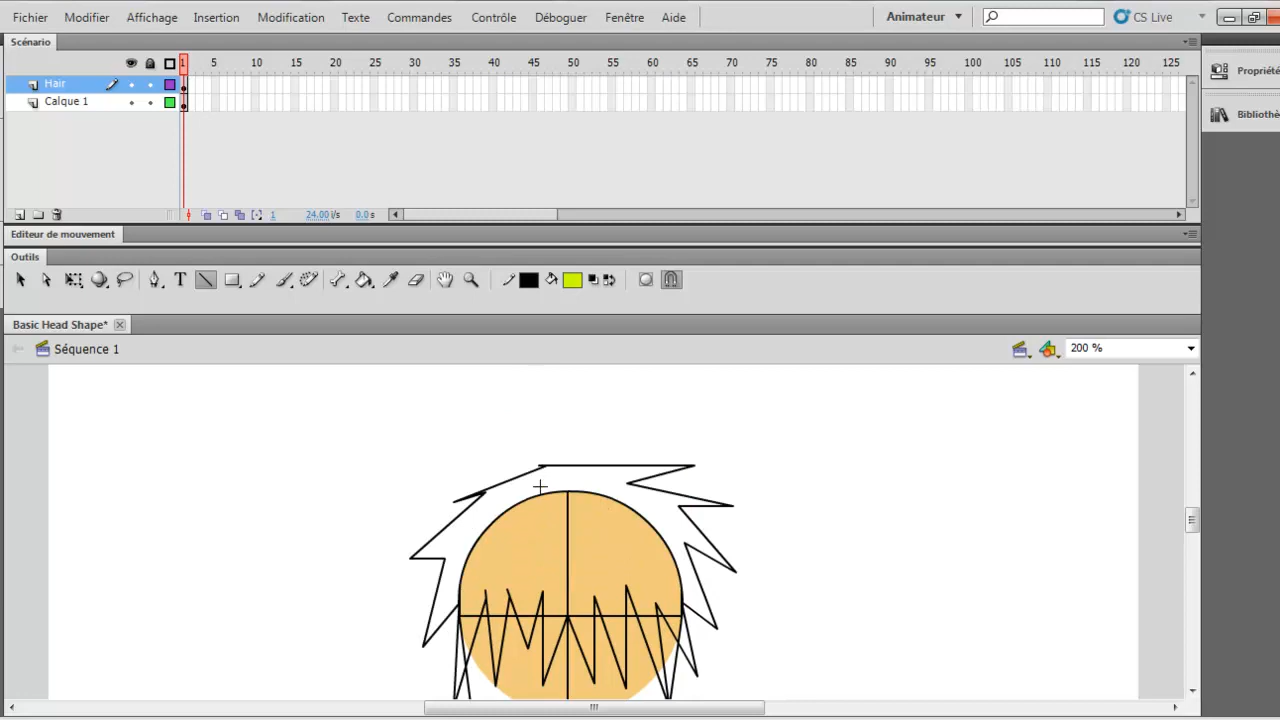 Fichier Modifier Affichage Insertion Modification Texte Commandes Contrôle Déboguer Fenêtre Aide Animateur CS Live
Scénario
1 5 10 15 20 25 30 35 40 45 50 55 60 65 70 75 80 85 90 95 100 105 110 115 120 125
Propriété
Hair
Calque 1
Bibliothè
1 24.00 i/s 0.0 s
Editeur de mouvement
Outils
T
Basic Head Shape*
Séquence 1 200 %